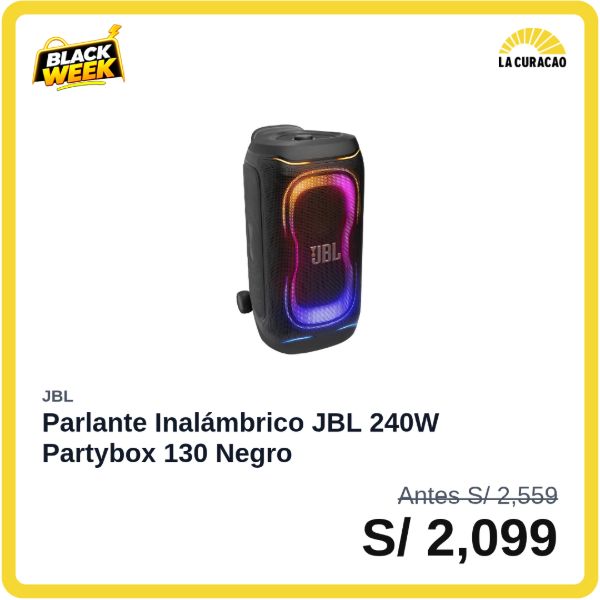 BLACK
WEEK
LA CURACAO
JBL
JBL
Parlante Inalámbrico JBL 240W
Partybox 130 Negro
Antes S/ 2,559
S/ 2,099